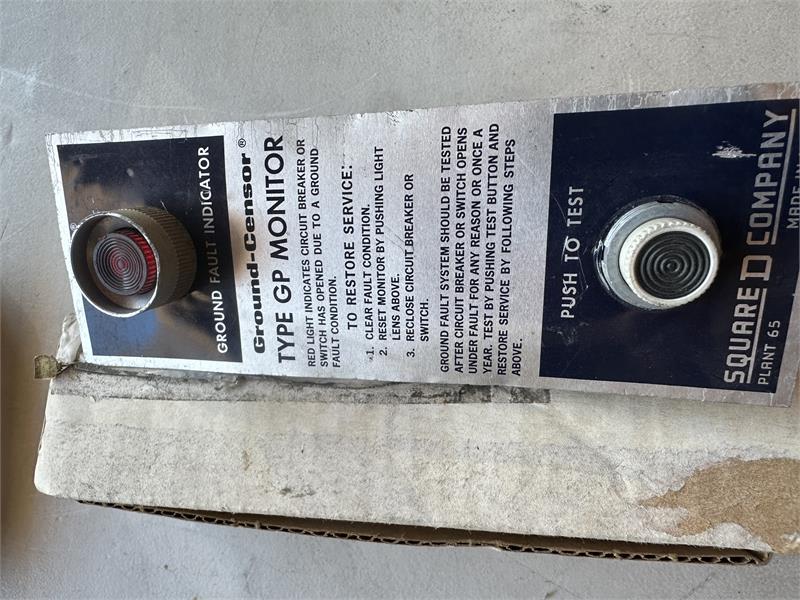 GROUND FAULT INDICATOR
Ground-Censor®
TYPE GP MONITOR
RED LIGHT INDICATES CIRCUIT BREAKER OR
SWITCH HAS OPENED DUE TO A GROUND
FAULT CONDITION.
TO RESTORE SERVICE:
1. CLEAR FAULT CONDITION.
2. RESET MONITOR BY PUSHING LIGHT
LENS ABOVE.
3. RECLOSE CIRCUIT BREAKER OR
SWITCH.
GROUND FAULT SYSTEM SHOULD BE TESTED
AFTER CIRCUIT BREAKER OR SWITCH OPENS
UNDER FAULT FOR ANY REASON OR ONCE A
YEAR. TEST BY PUSHING TEST BUTTON AND
RESTORE SERVICE BY FOLLOWING STEPS
ABOVE.
PUSH TO TEST
SQUARE D COMPANY
PLANT 65 MADE IN